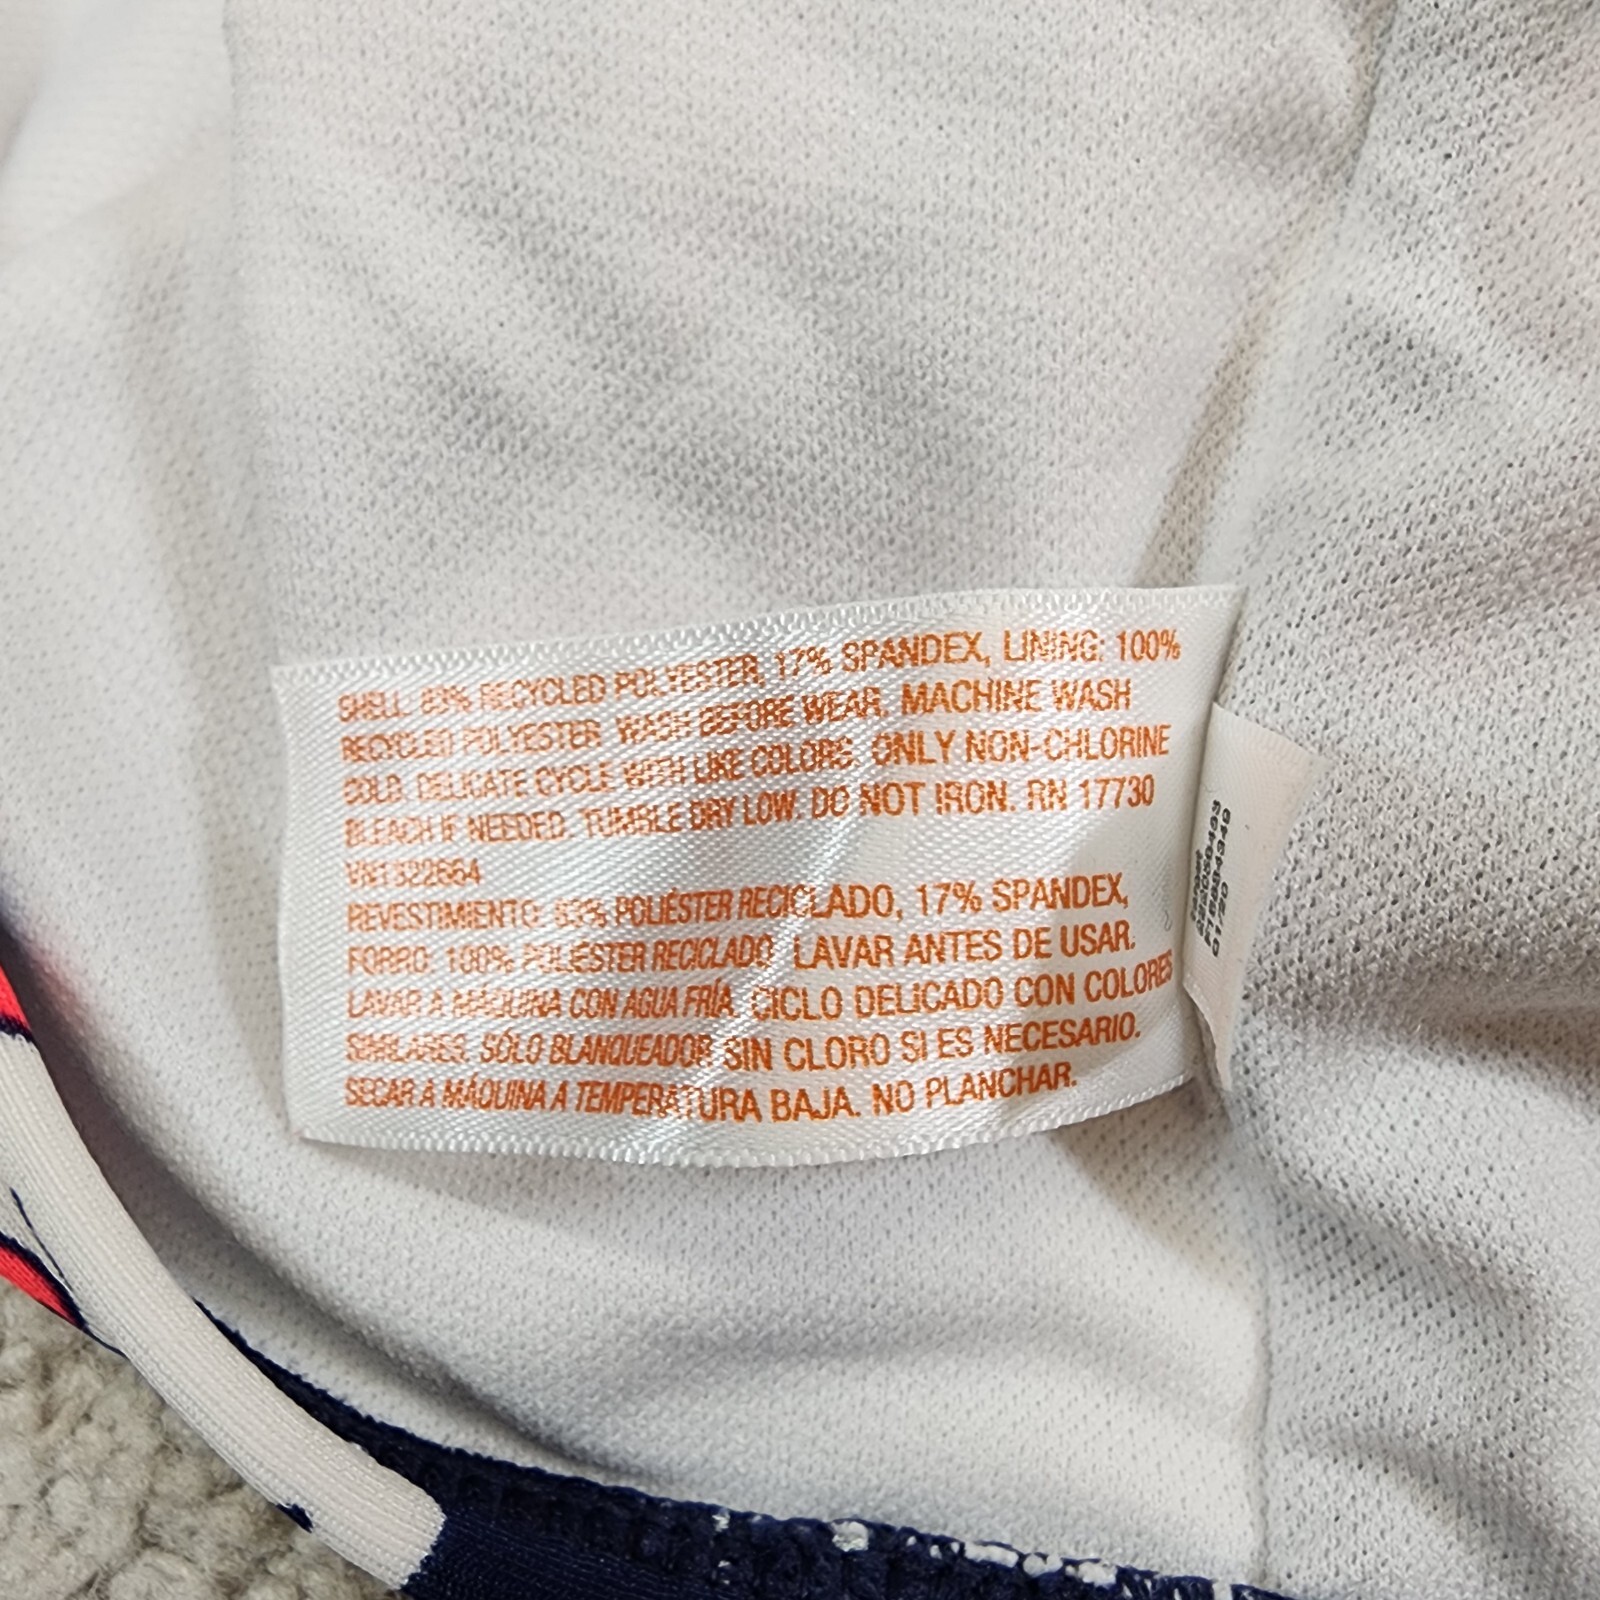 SHELL: 83% RECYCLED POLYESTER, 17% SPANDEX, LINING: 100%
RECYCLED POLYESTER. WASH BEFORE WEAR. MACHINE WASH
COLD. DELICATE CYCLE WITH LIKE COLORS. ONLY NON-CHLORINE
BLEACH IF NEEDED. TUMBLE DRY LOW. DO NOT IRON. RN 17730
VN1322664
REVESTIMIENTO: 83% POLIÉSTER RECICLADO, 17% SPANDEX,
FORRO: 100% POLIÉSTER RECICLADO. LAVAR ANTES DE USAR.
LAVAR A MÁQUINA CON AGUA FRÍA. CICLO DELICADO CON COLORES
SIMILARES. SÓLO BLANQUEADOR SIN CLORO SI ES NECESARIO.
SECAR A MÁQUINA A TEMPERATURA BAJA. NO PLANCHAR.